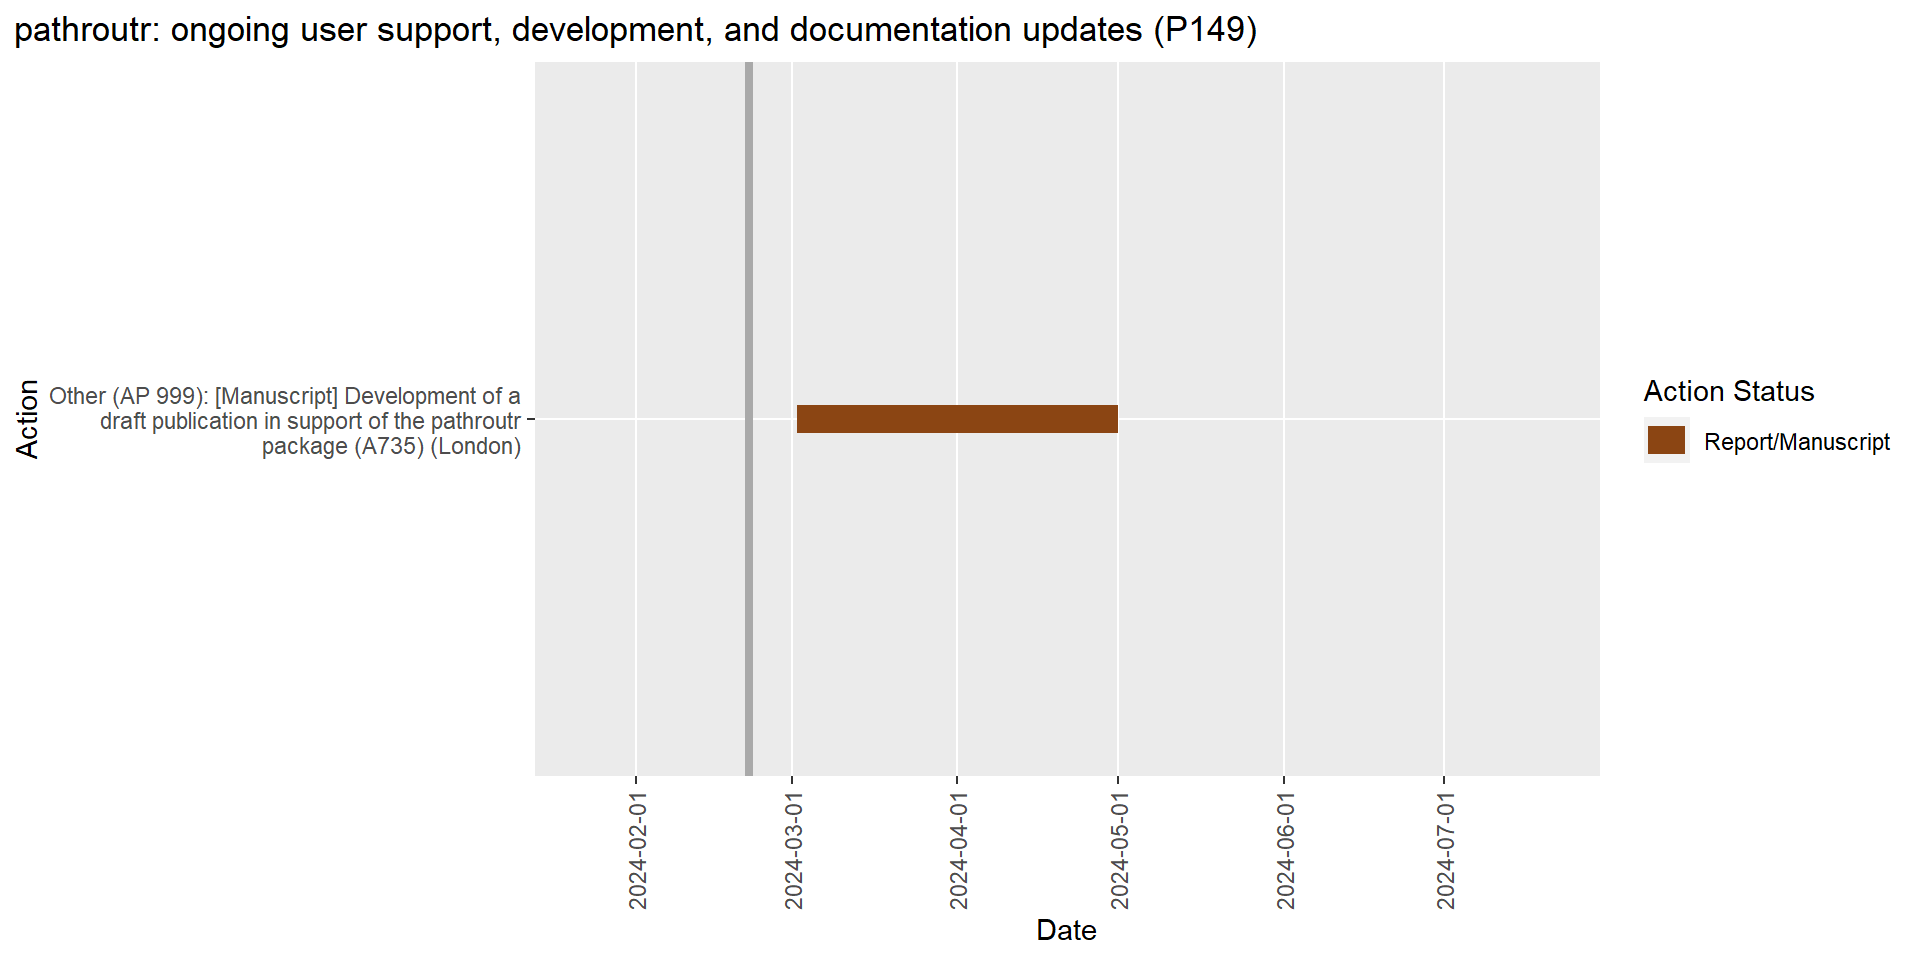 pathroutr: ongoing user support, development, and documentation updates (P149)
Action
Other (AP 999): [Manuscript] Development of a
draft publication in support of the pathroutr
package (A735) (London)
2024-02-01
2024-03-01
2024-04-01
2024-05-01
2024-06-01
2024-07-01
Date
Action Status
Report/Manuscript